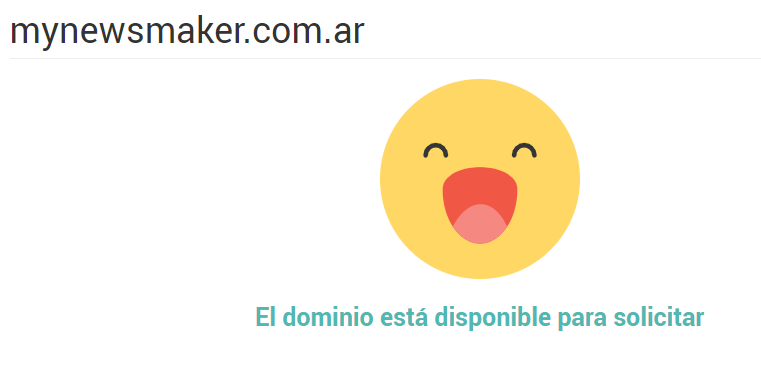 mynewsmaker.com.ar
El dominio está disponible para solicitar